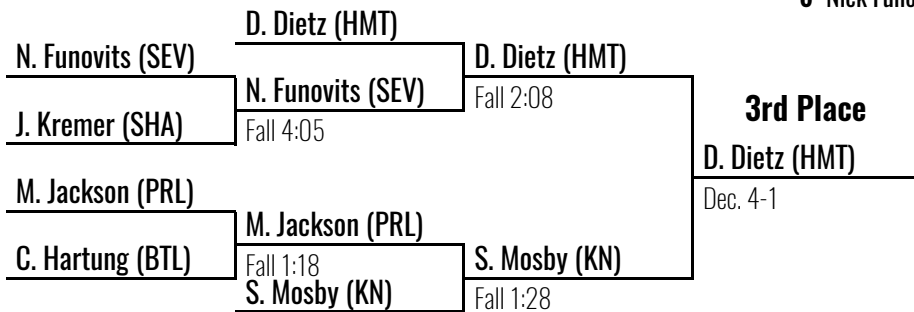 D. Dietz (HMT)
N. Funovits (SEV)
D. Dietz (HMT)
N. Funovits (SEV)
Fall 2:08
J. Kremer (SHA)
Fall 4:05
3rd Place
D. Dietz (HMT)
M. Jackson (PRL)
Dec. 4-1
M. Jackson (PRL)
C. Hartung (BTL)
Fall 1:18
S. Mosby (KN)
S. Mosby (KN)
Fall 1:28